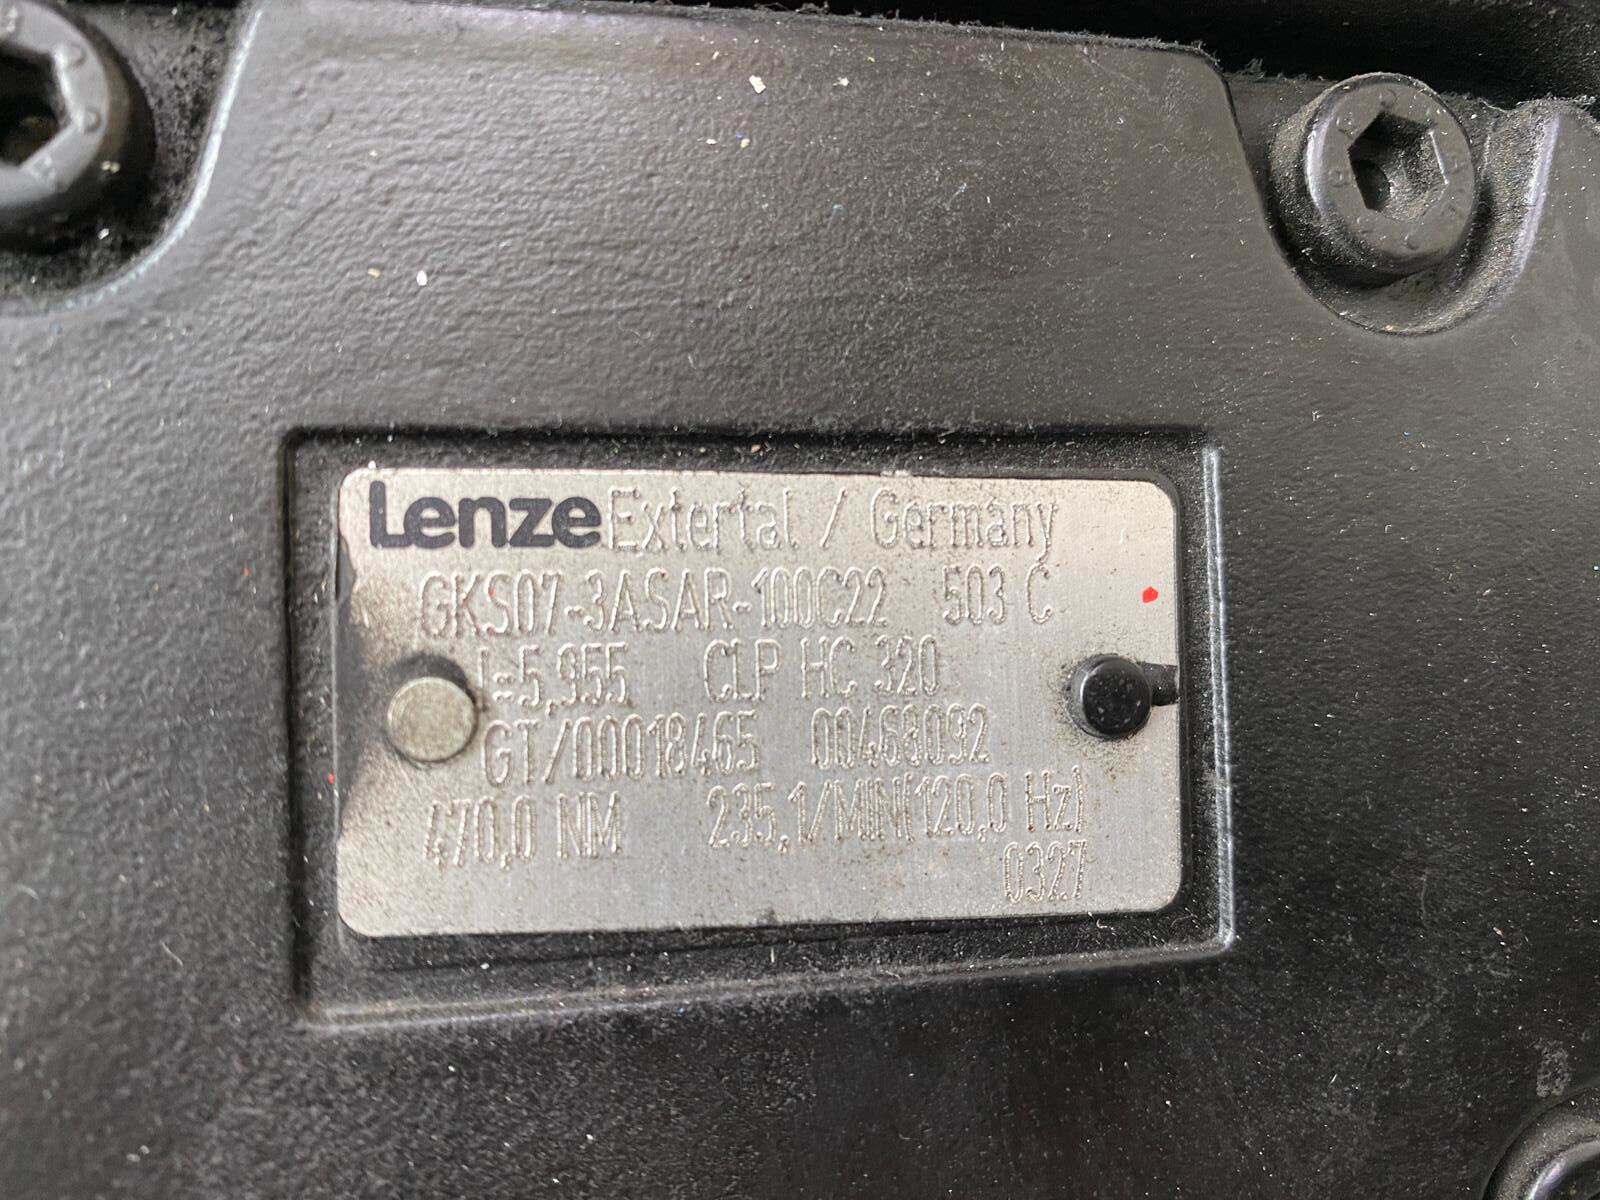 Lenze Extertal / Germany
GKS07-3ASAR-100C22 503 C
I=5,955 CLP HC 320
GT/00018465 00468092
470,0 NM 235,1/MIN(120,0 Hz)
0327